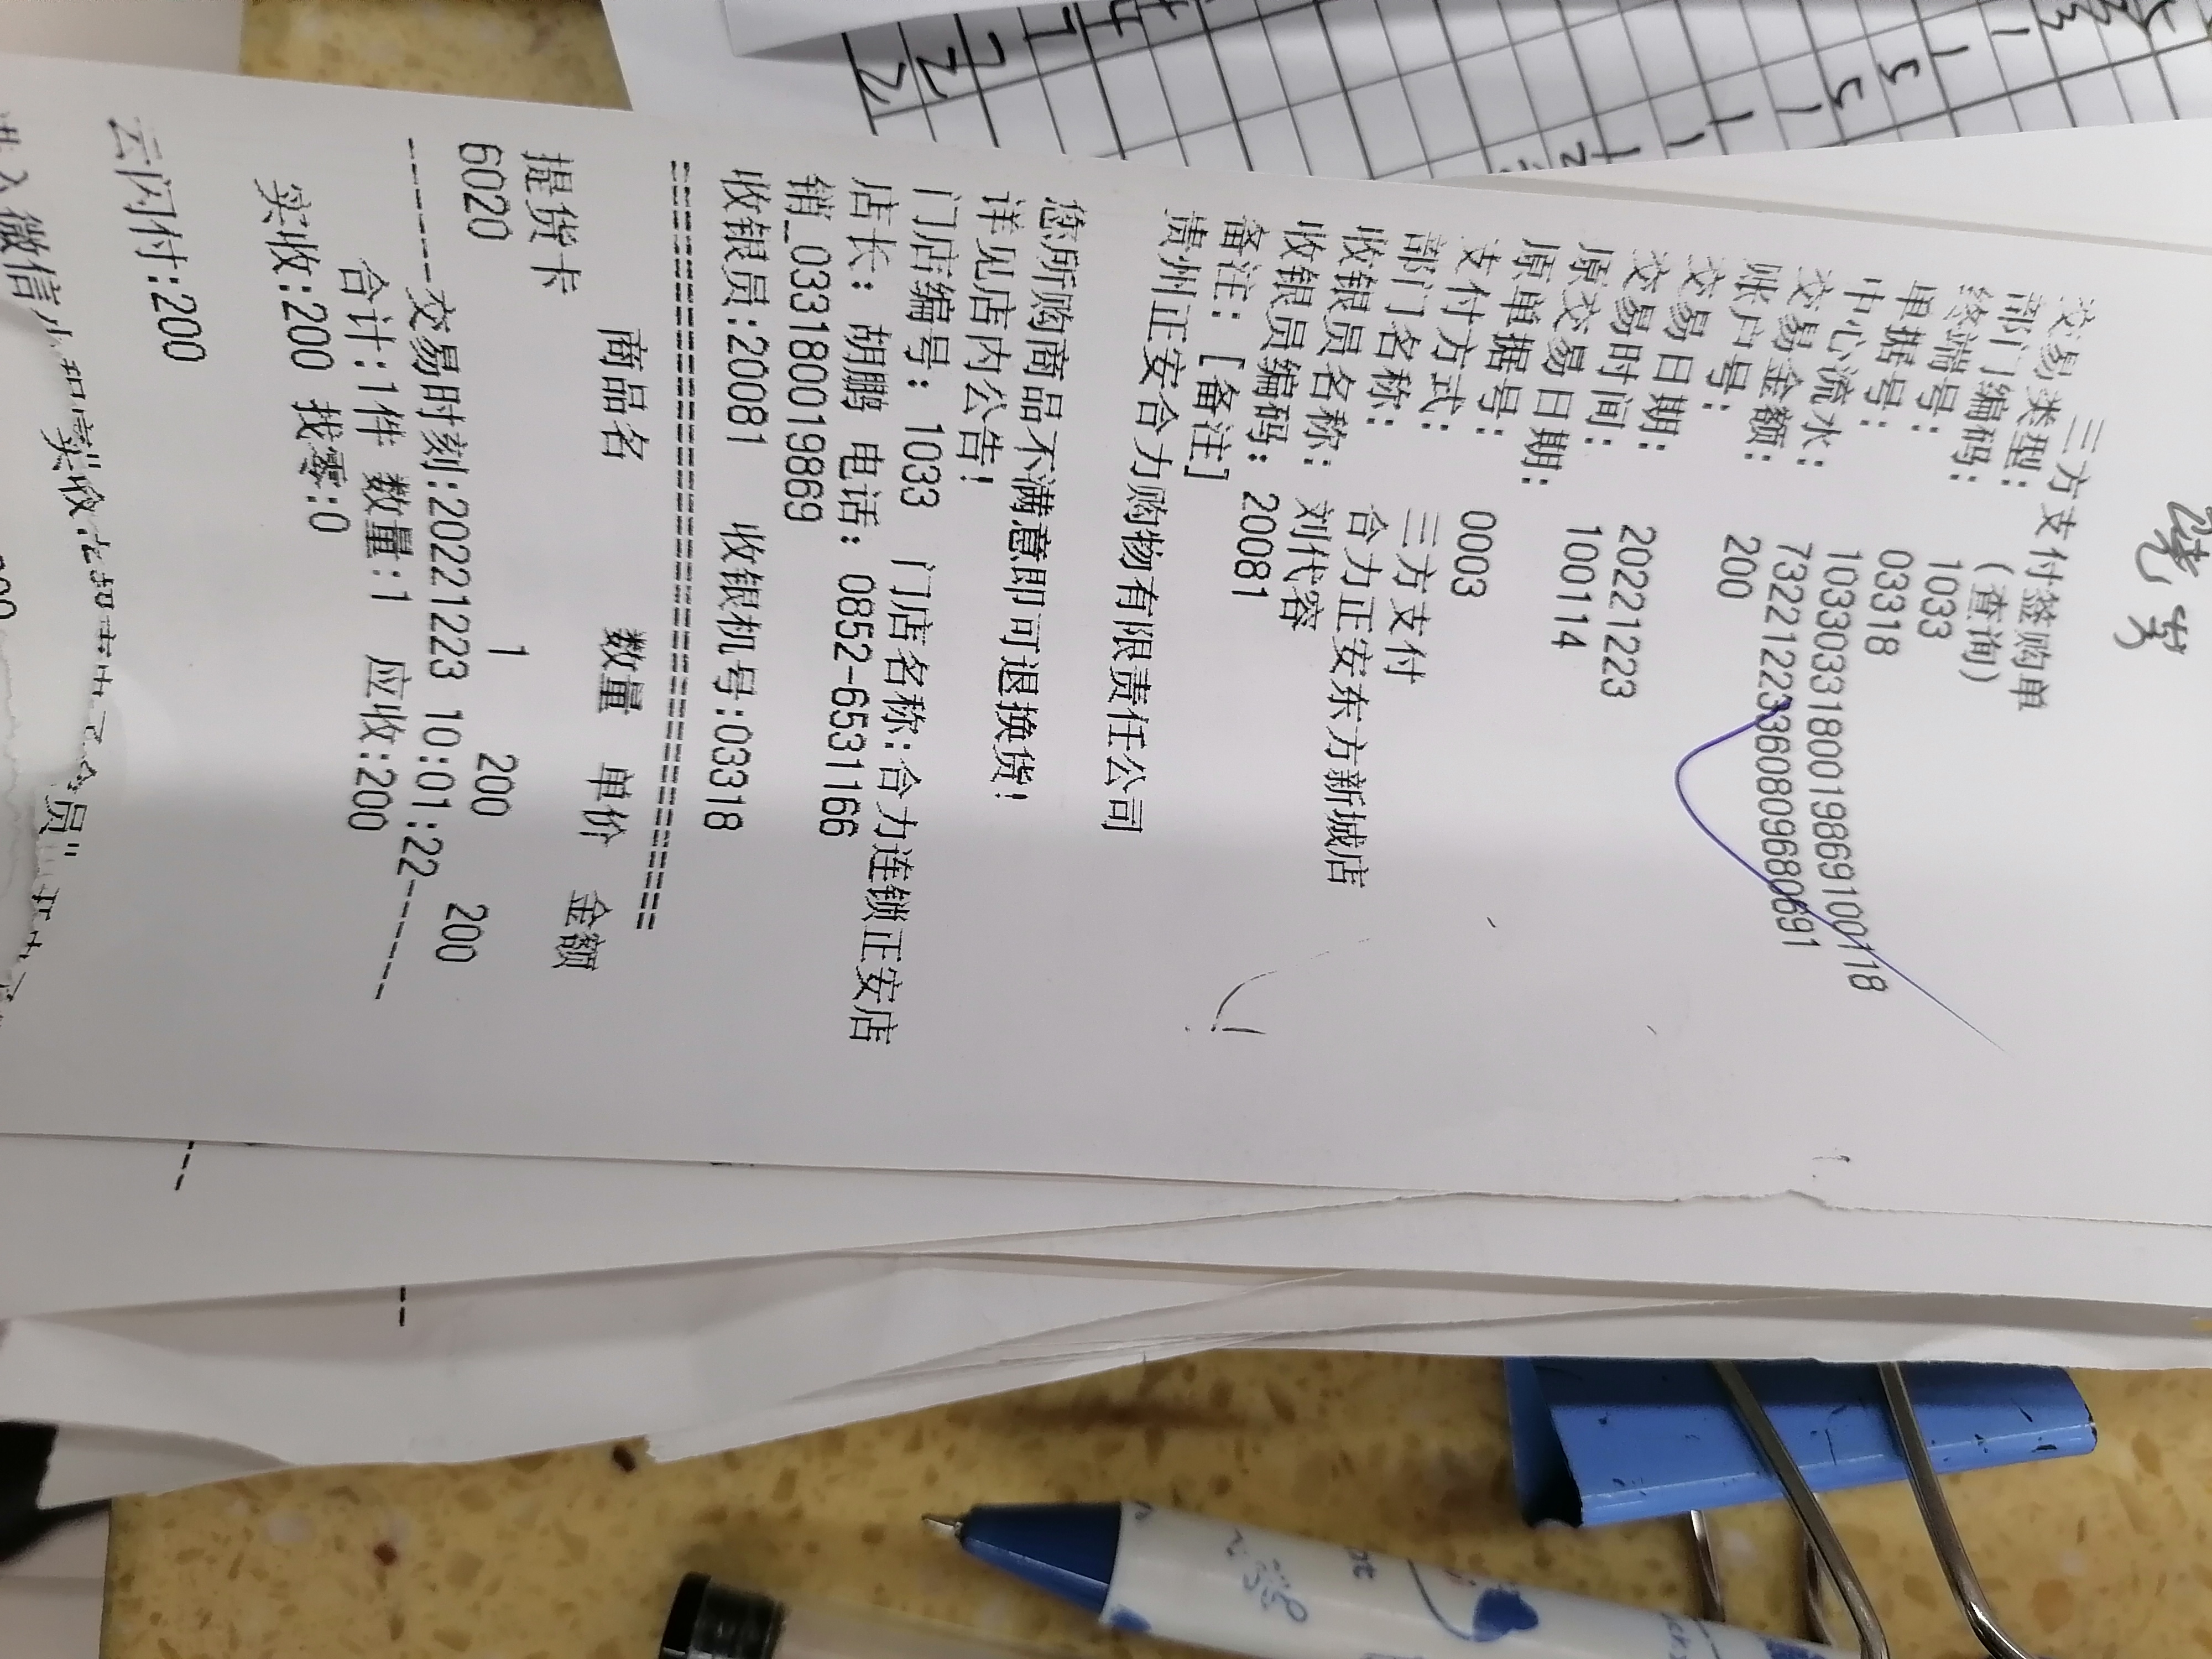 三方支付签购单
交易类型: (查询)
部门编码: 1033
终端号: 03318
单据号: 103303318001986910018
中心流水: 73221223360809680691
交易金额: 200
账户号:
交易日期: 20221223
交易时间: 100114
原交易日期:
原单据号: 0003
支付方式: 三方支付
部门名称: 合力正安东方新城店
收银员名称: 刘代容
收银员编码: 20081
备注: [备注]
贵州正安合力购物有限责任公司
您所购商品不满意即可退换货!
详见店内公告!
门店编号: 1033 门店名称:合力连锁正安店
店长: 胡鹏 电话: 0852-6531166
销_033180019869
收银员:20081 收银机号:03318
商品名 数量 单价 金额
提货卡
6020 1 200 200
------交易时刻:20221223 10:01:22---------
合计:1件 数量:1 应收:200
实收:200 找零:0
云闪付:200